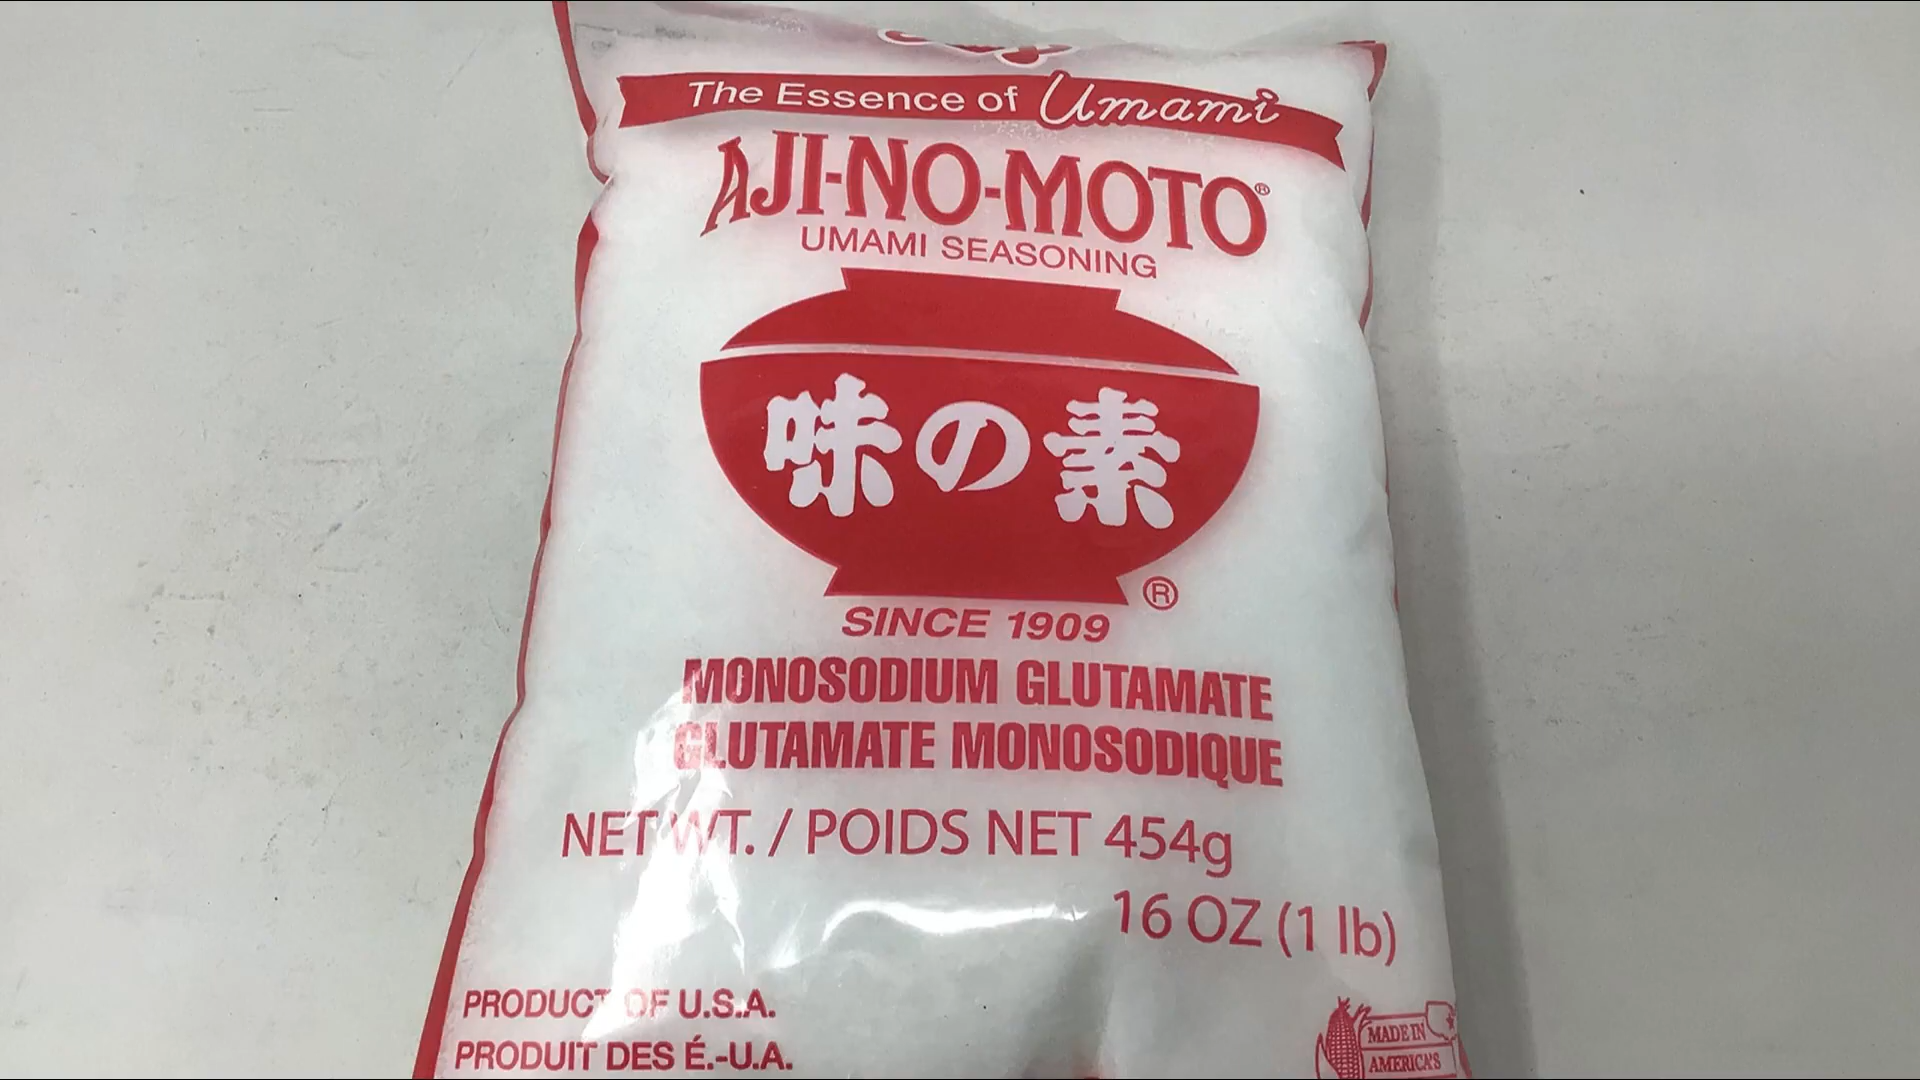 The Essence of Umami
AJI-NO-MOTO®
UMAMI SEASONING
味の素
®
SINCE 1909
MONOSODIUM GLUTAMATE
GLUTAMATE MONOSODIQUE
NET WT. / POIDS NET 454g
16 OZ (1 lb)
PRODUCT OF U.S.A.
PRODUIT DES É.-U.A.
MADE IN
AMERICA'S